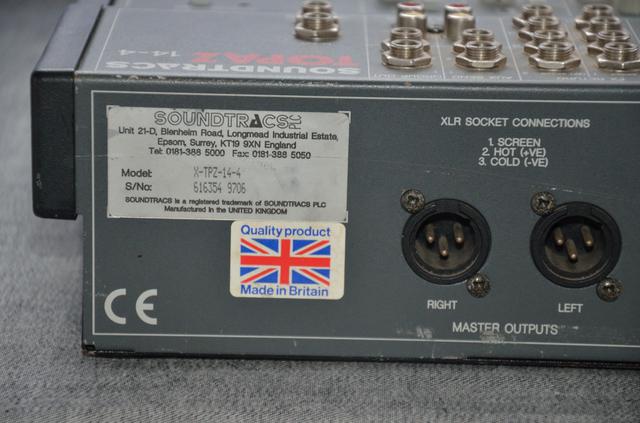 SOUNDTRACS
TOPAZ 14-4
SOUNDTRACS PLC
Unit 21-D, Blenheim Road, Longmead Industrial Estate,
Epsom, Surrey, KT19 9XN England
Tel: 0181-388 5000 Fax: 0181-388 5050
Model: X-TPZ-14-4
S/No: 616354 9706
SOUNDTRACS is a registered trademark of SOUNDTRACS PLC
Manufactured in the UNITED KINGDOM
Quality product
Made in Britain
CE
XLR SOCKET CONNECTIONS
1. SCREEN
2. HOT (+VE)
3. COLD (-VE)
RIGHT
LEFT
MASTER OUTPUTS